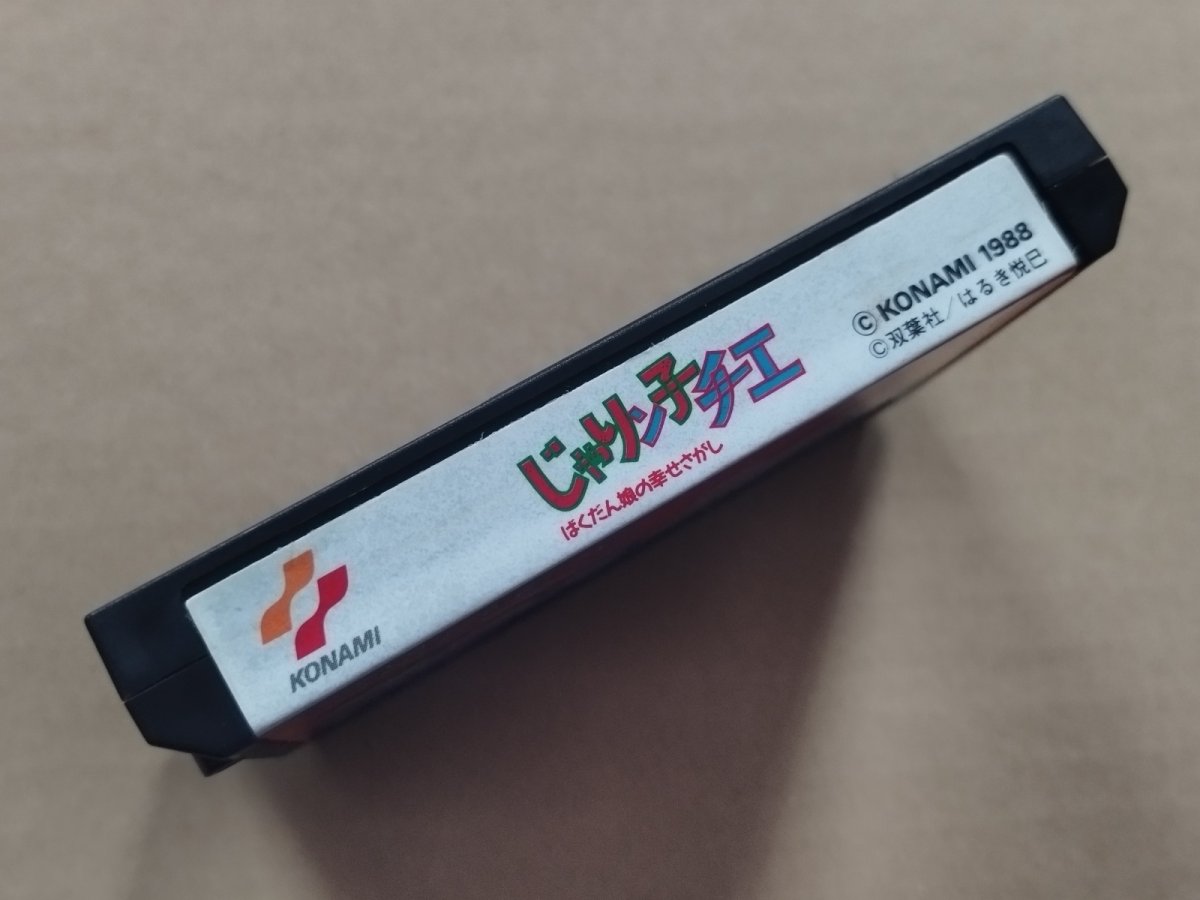 KONAMI
じゃりン子チエ
ばくだん娘の幸せさがし
© KONAMI 1988
©双葉社/はるき悦巳